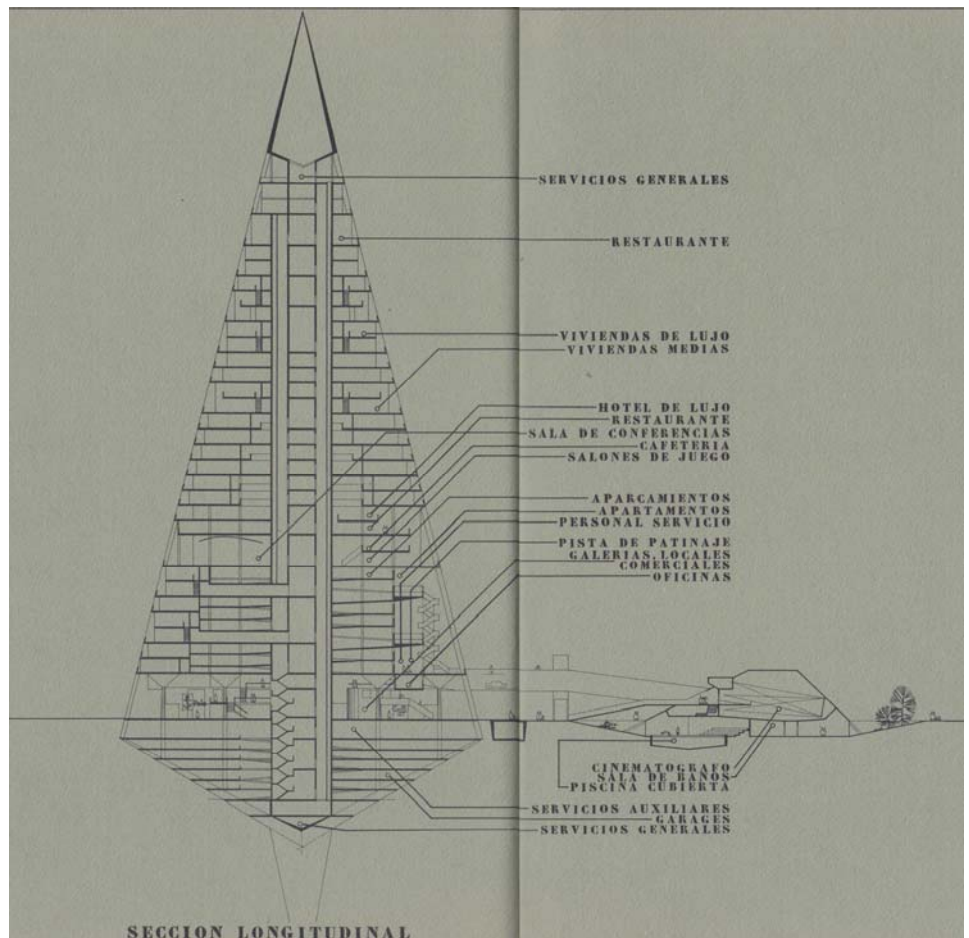 SERVICIOS GENERALES
RESTAURANTE
VIVIENDAS DE LUJO
VIVIENDAS MEDIAS
HOTEL DE LUJO
RESTAURANTE
SALA DE CONFERENCIAS
CAFETERIA
SALONES DE JUEGO
APARCAMIENTOS
APARTAMENTOS
PERSONAL SERVICIO
PISTA DE PATINAJE
GALERIAS, LOCALES
COMERCIALES
OFICINAS
CINEMATOGRAFO
SALA DE BAÑOS
PISCINA CUBIERTA
SERVICIOS AUXILIARES
GARAGES
SERVICIOS GENERALES
SECCION LONGITUDINAL